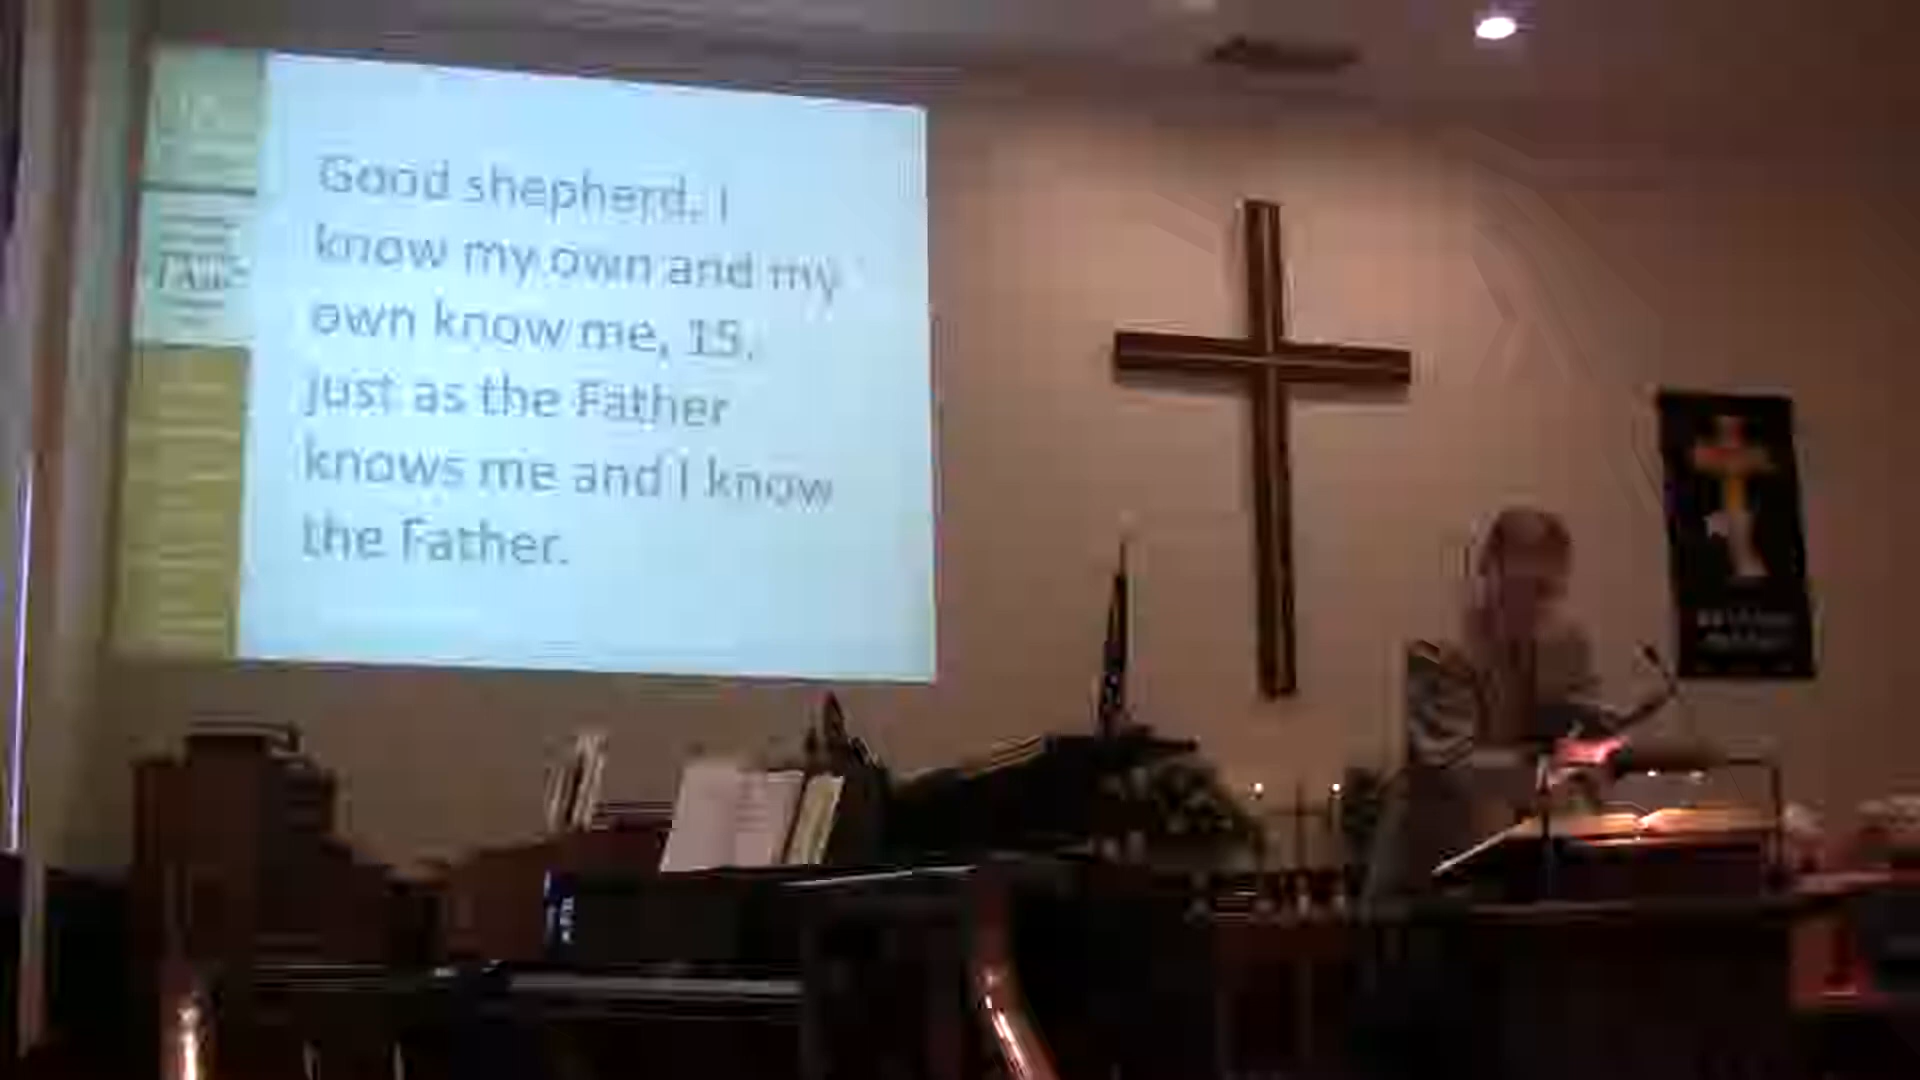 Good shepherd. I
know my own and my
own know me, 15.
just as the Father
knows me and I know
the Father.
I AM